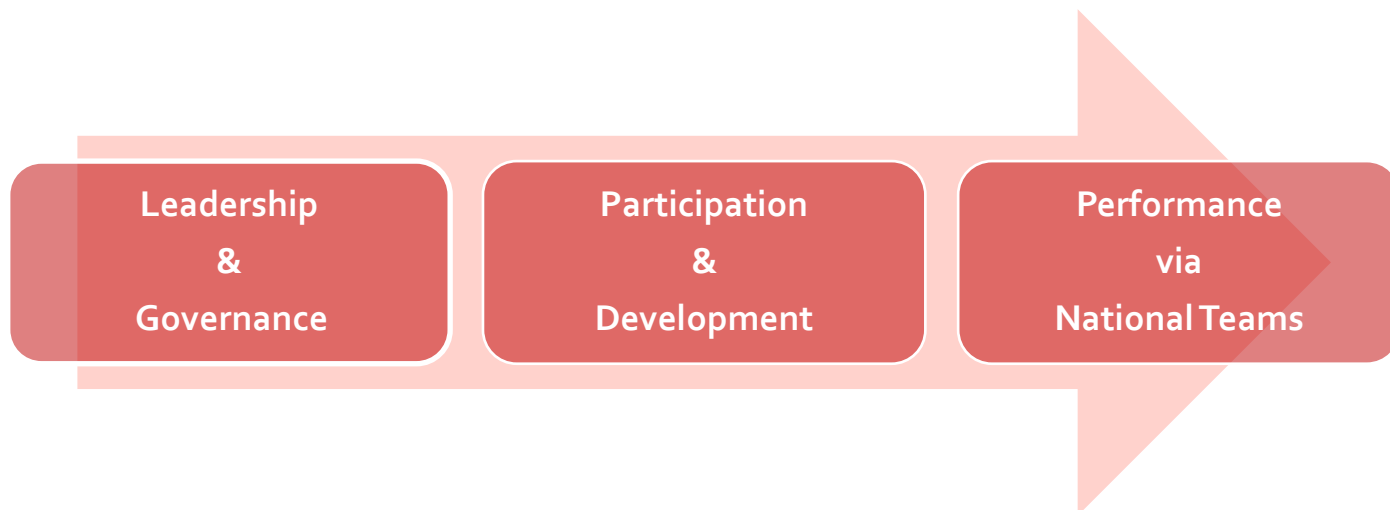 Leadership
&
Governance
Participation
&
Development
Performance
via
National Teams